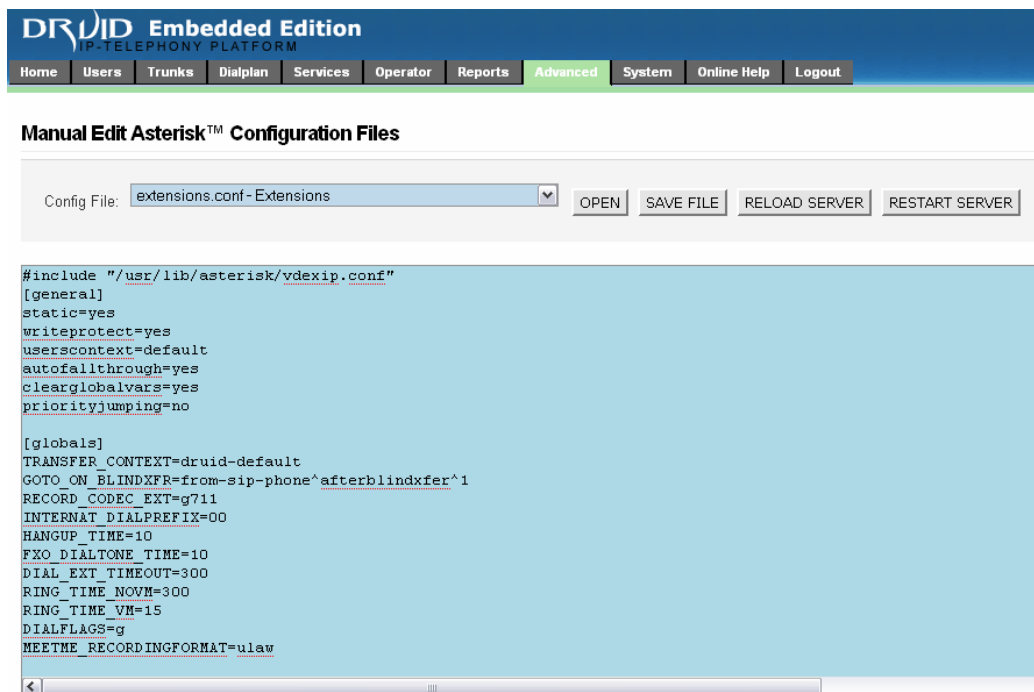 DRUID Embedded Edition
IP-TELEPHONY PLATFORM
Home Users Trunks Dialplan Services Operator Reports Advanced System Online Help Logout
Manual Edit Asterisk™ Configuration Files
Config File: extensions.conf - Extensions OPEN SAVE FILE RELOAD SERVER RESTART SERVER
#include "/usr/lib/asterisk/vdexip.conf"
[general]
static=yes
writeprotect=yes
userscontext=default
autofallthrough=yes
clearglobalvars=yes
priorityjumping=no
[globals]
TRANSFER_CONTEXT=druid-default
GOTO_ON_BLINDXFR=from-sip-phone^afterblindxfer^1
RECORD_CODEC_EXT=g711
INTERNAT_DIALPREFIX=00
HANGUP_TIME=10
FXO_DIALTONE_TIME=10
DIAL_EXT_TIMEOUT=300
RING_TIME_NOVM=300
RING_TIME_VM=15
DIALFLAGS=g
MEETME_RECORDINGFORMAT=ulaw